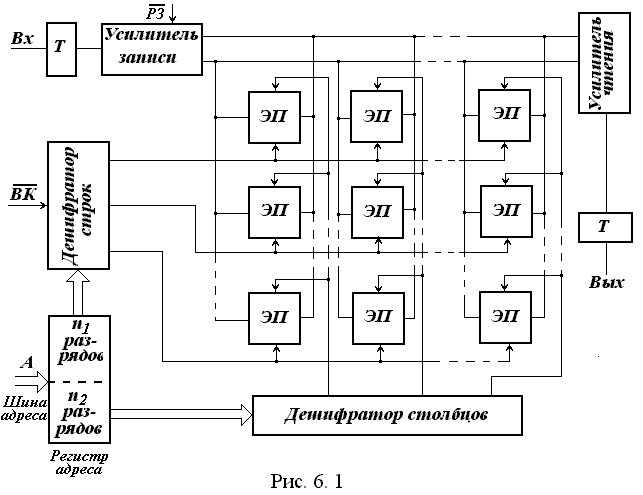 РЗ
Вх
Т
Усилитель
записи
Усилитель
чтения
ЭП
ЭП
ЭП
ВК
Дешифратор
строк
ЭП
ЭП
ЭП
Т
Вых
ЭП
ЭП
ЭП
n1
раз-
рядов
А
Шина
адреса
n2
раз-
рядов
Дешифратор столбцов
Регистр
адреса
Рис. 6. 1